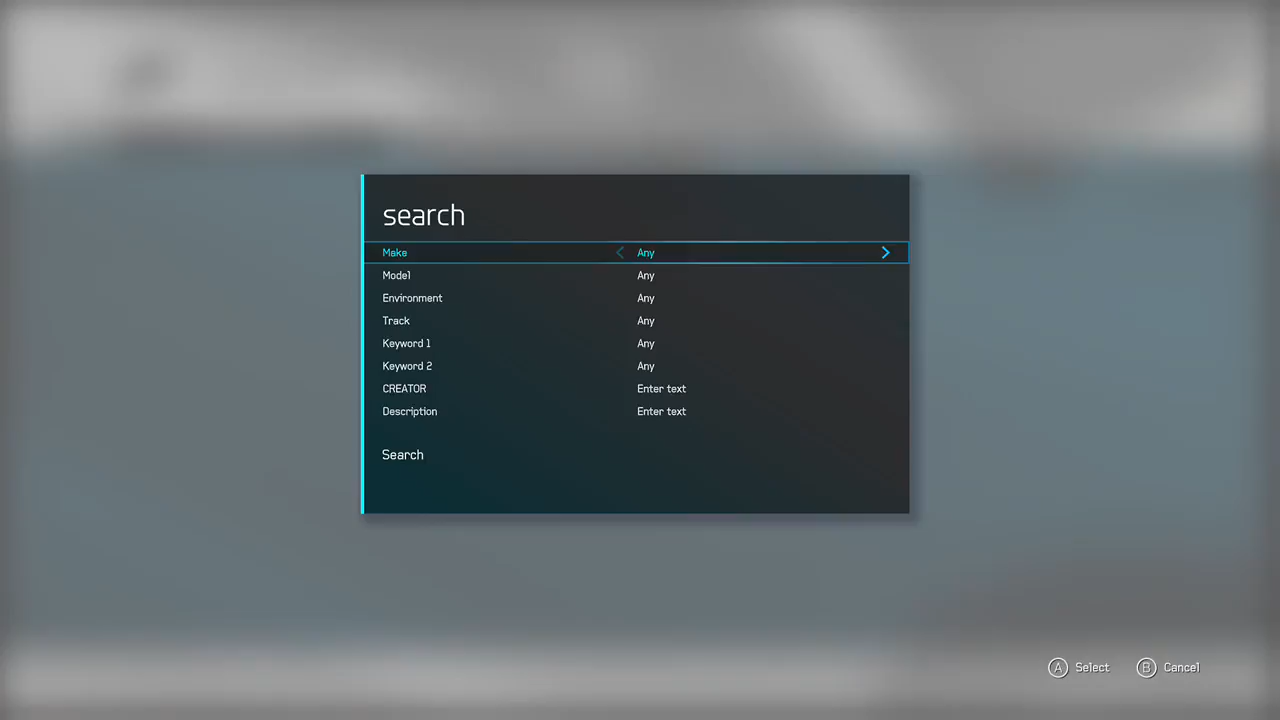 search
Make Any
Model Any
Environment Any
Track Any
Keyword 1 Any
Keyword 2 Any
CREATOR Enter text
Description Enter text
Search
A Select B Cancel